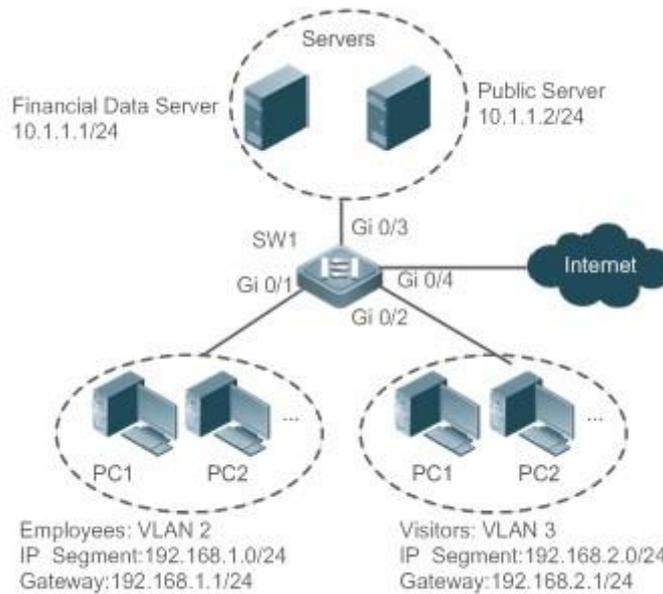 Servers
Financial Data Server
10.1.1.1/24
Public Server
10.1.1.2/24
Gi 0/3
SW1
Internet
Gi 0/1
Gi 0/4
Gi 0/2
...
...
PC1
PC2
PC1
PC2
Employees: VLAN 2
IP Segment:192.168.1.0/24
Gateway:192.168.1.1/24
Visitors: VLAN 3
IP Segment:192.168.2.0/24
Gateway:192.168.2.1/24